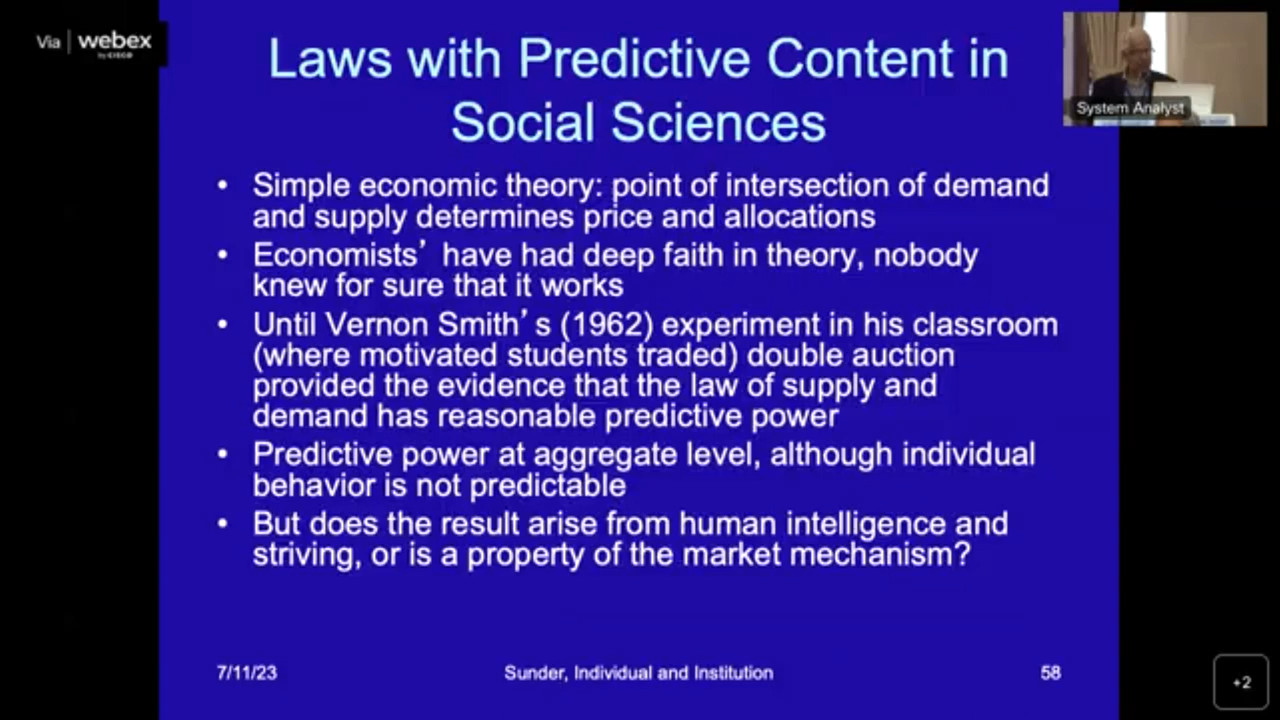 Via | webex
by CISCO
Laws with Predictive Content in
Social Sciences
System Analyst
• Simple economic theory: point of intersection of demand
and supply determines price and allocations
• Economists’ have had deep faith in theory, nobody
knew for sure that it works
• Until Vernon Smith’s (1962) experiment in his classroom
(where motivated students traded) double auction
provided the evidence that the law of supply and
demand has reasonable predictive power
• Predictive power at aggregate level, although individual
behavior is not predictable
• But does the result arise from human intelligence and
striving, or is a property of the market mechanism?
7/11/23
Sunder, Individual and Institution
58
+2